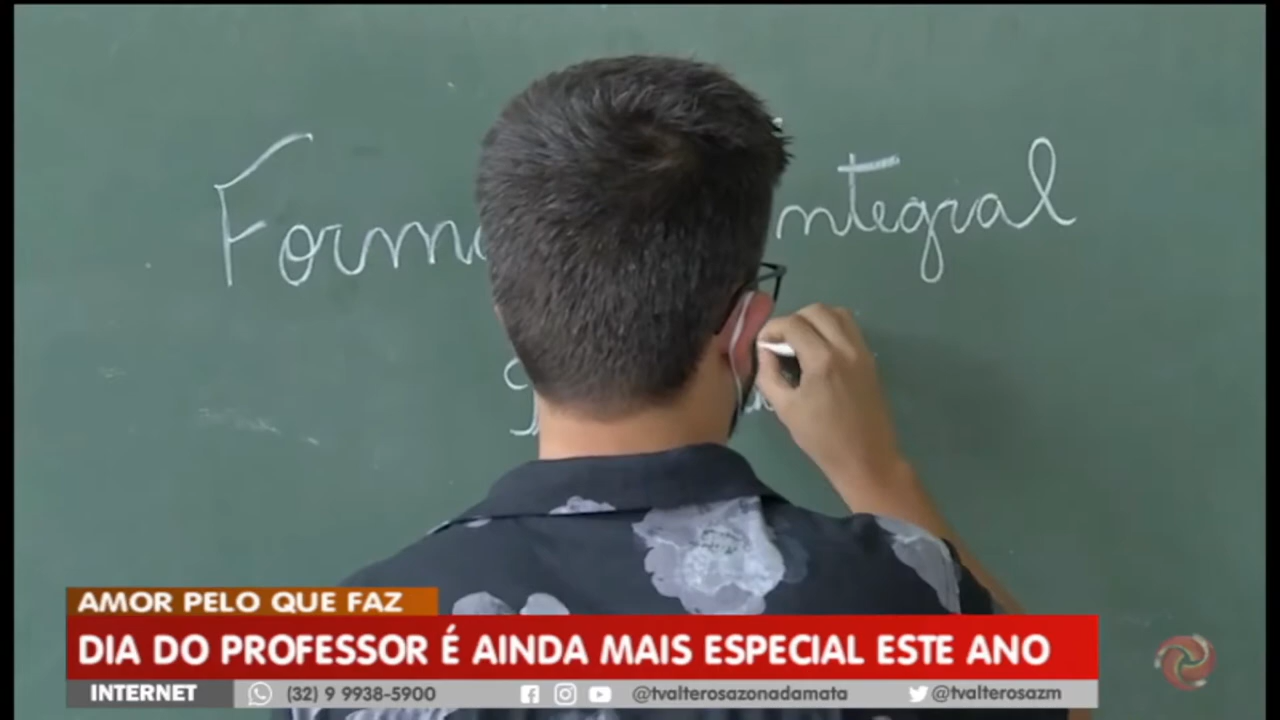 Forma ntegral
AMOR PELO QUE FAZ
DIA DO PROFESSOR É AINDA MAIS ESPECIAL ESTE ANO
INTERNET (32) 9 9938-5900 @tvalterosazonadamata @tvalterosazm